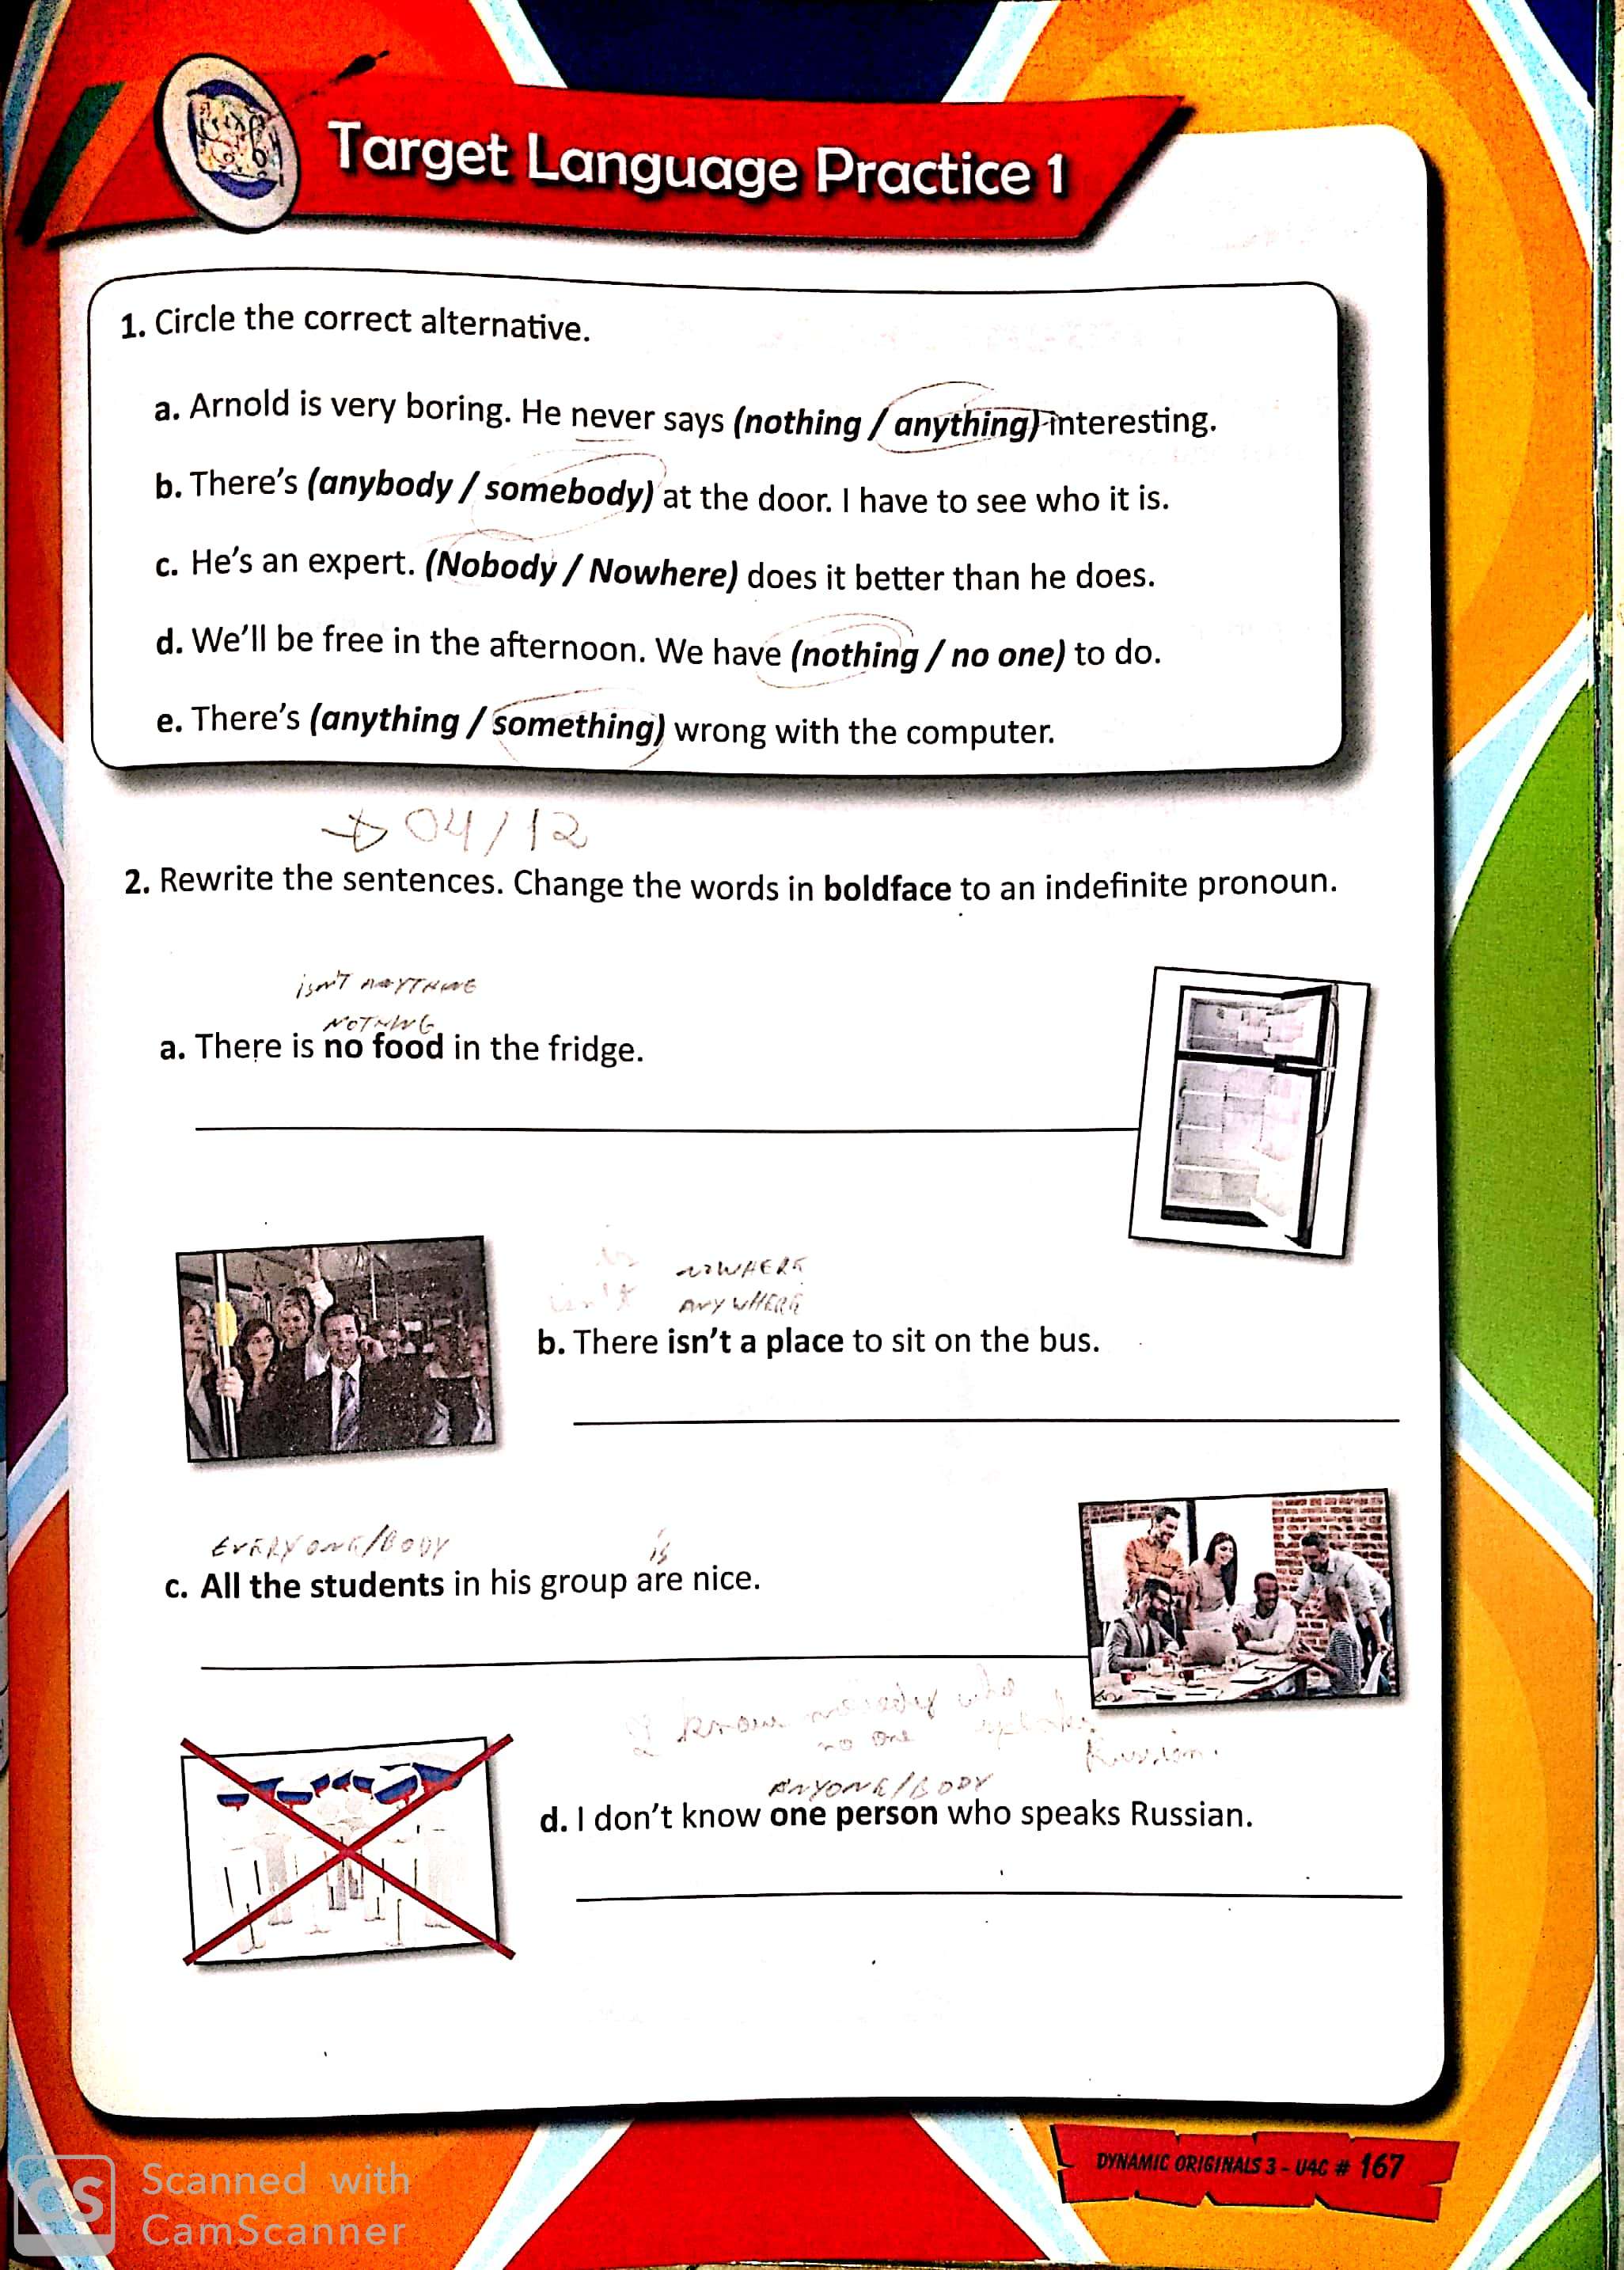 Target Language Practice 1
1. Circle the correct alternative.
a. Arnold is very boring. He never says (nothing / anything) interesting.
b. There's (anybody / somebody) at the door. I have to see who it is.
c. He's an expert. (Nobody / Nowhere) does it better than he does.
d. We'll be free in the afternoon. We have (nothing / no one) to do.
e. There's (anything / something) wrong with the computer.
04/12
2. Rewrite the sentences. Change the words in boldface to an indefinite pronoun.
isn't ANYTHING
NOTHING
a. There is no food in the fridge.
is NOWHERE
isn't ANYWHERE
b. There isn't a place to sit on the bus.
EVERYONE/BODY is
c. All the students in his group are nice.
I know nobody who
no one speaks
Russian.
ANYONE/BODY
d. I don't know one person who speaks Russian.
DYNAMIC ORIGINALS 3 - U4C # 167
CS Scanned with
CamScanner